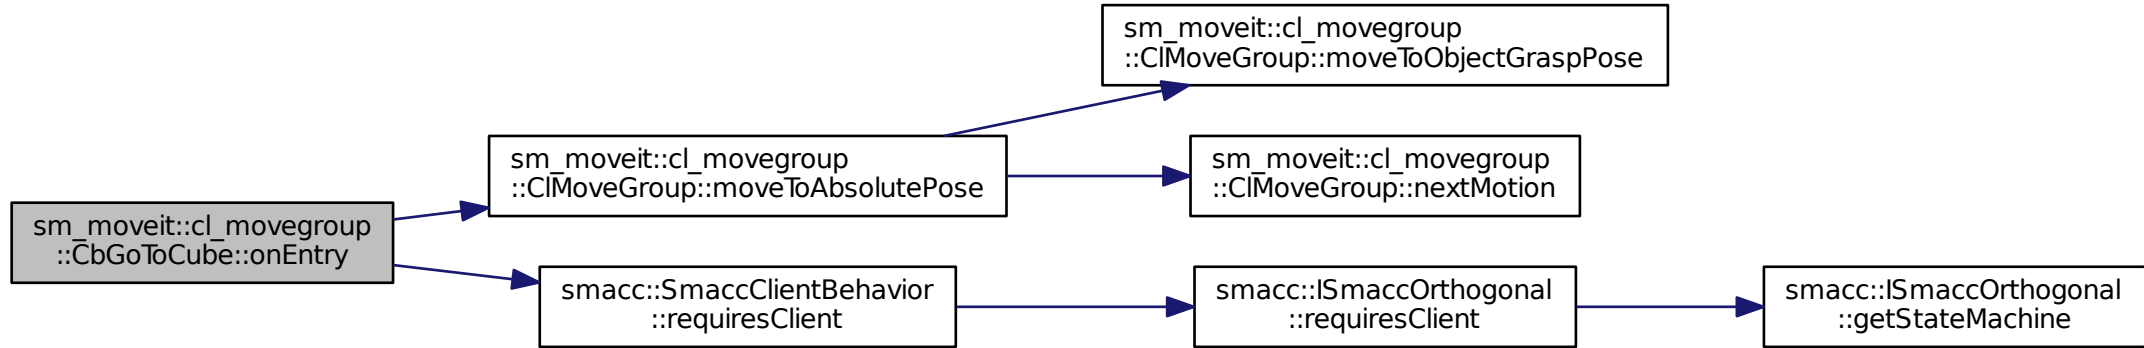 sm_moveit::cl_movegroup
::ClMoveGroup::moveToObjectGraspPose
sm_moveit::cl_movegroup
::ClMoveGroup::moveToAbsolutePose
sm_moveit::cl_movegroup
::ClMoveGroup::nextMotion
sm_moveit::cl_movegroup
::CbGoToCube::onEntry
smacc::SmaccClientBehavior
::requiresClient
smacc::ISmaccOrthogonal
::requiresClient
smacc::ISmaccOrthogonal
::getStateMachine